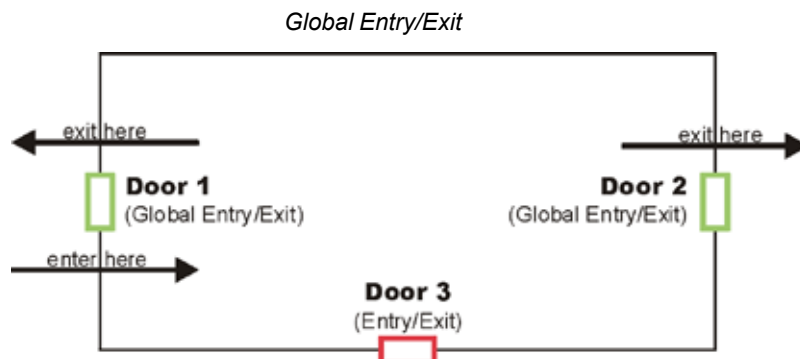 Global Entry/Exit
exit here
exit here
Door 1
(Global Entry/Exit)
Door 2
(Global Entry/Exit)
enter here
Door 3
(Entry/Exit)